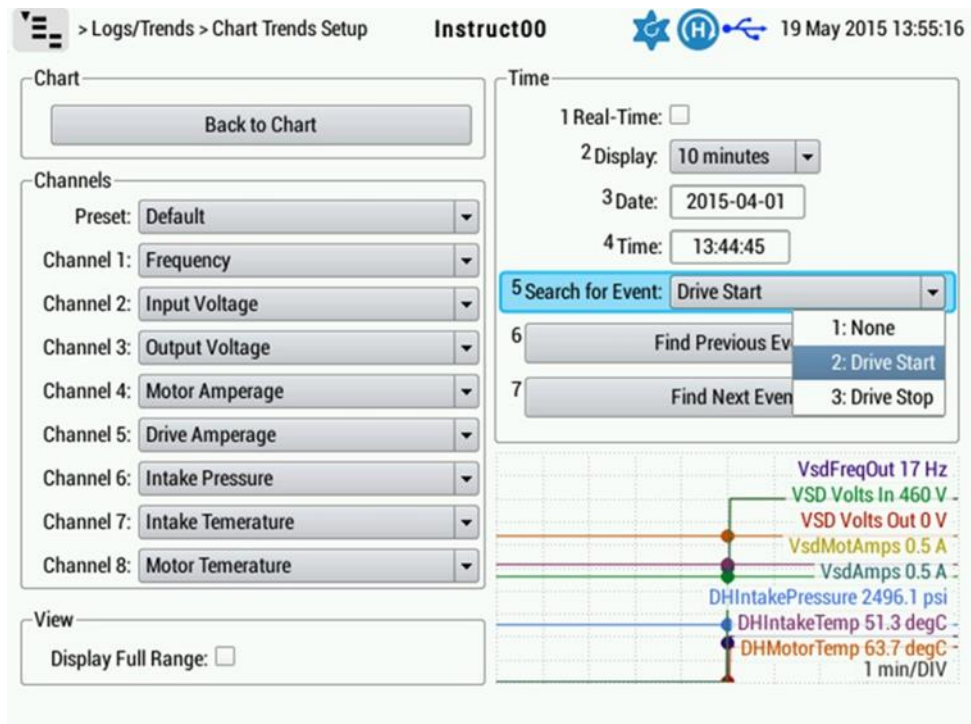 > Logs/Trends > Chart Trends Setup Instruct00 H 19 May 2015 13:55:16
Chart
Back to Chart
Channels
Preset: Default
Channel 1: Frequency
Channel 2: Input Voltage
Channel 3: Output Voltage
Channel 4: Motor Amperage
Channel 5: Drive Amperage
Channel 6: Intake Pressure
Channel 7: Intake Temerature
Channel 8: Motor Temerature
View
Display Full Range:
Time
1 Real-Time:
2 Display: 10 minutes
3 Date: 2015-04-01
4 Time: 13:44:45
5 Search for Event: Drive Start
1: None
2: Drive Start
3: Drive Stop
6 Find Previous Ev
7 Find Next Even
VsdFreqOut 17 Hz
VSD Volts In 460 V
VSD Volts Out 0 V
VsdMotAmps 0.5 A
VsdAmps 0.5 A
DHIntakePressure 2496.1 psi
DHIntakeTemp 51.3 degC
DHMotorTemp 63.7 degC
1 min/DIV